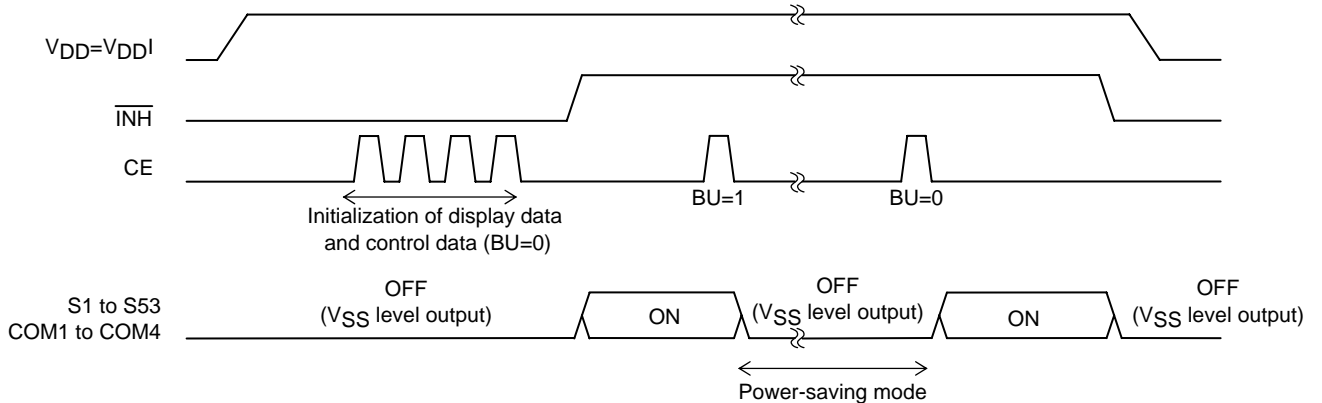 VDD=VDDI
INH
CE
BU=1
BU=0
Initialization of display data
and control data (BU=0)
S1 to S53
COM1 to COM4
OFF
(VSS level output)
ON
OFF
(VSS level output)
ON
OFF
(VSS level output)
Power-saving mode